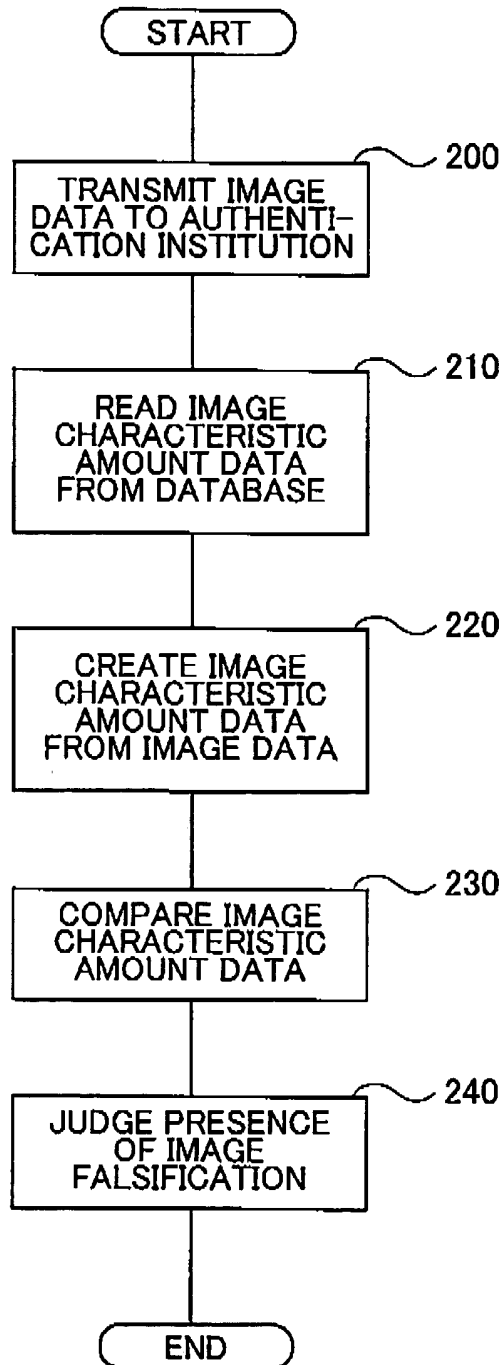 START
200
TRANSMIT IMAGE
DATA TO AUTHENTI-
CATION INSTITUTION
210
READ IMAGE
CHARACTERISTIC
AMOUNT DATA
FROM DATABASE
220
CREATE IMAGE
CHARACTERISTIC
AMOUNT DATA
FROM IMAGE DATA
230
COMPARE IMAGE
CHARACTERISTIC
AMOUNT DATA
240
JUDGE PRESENCE
OF IMAGE
FALSIFICATION
END